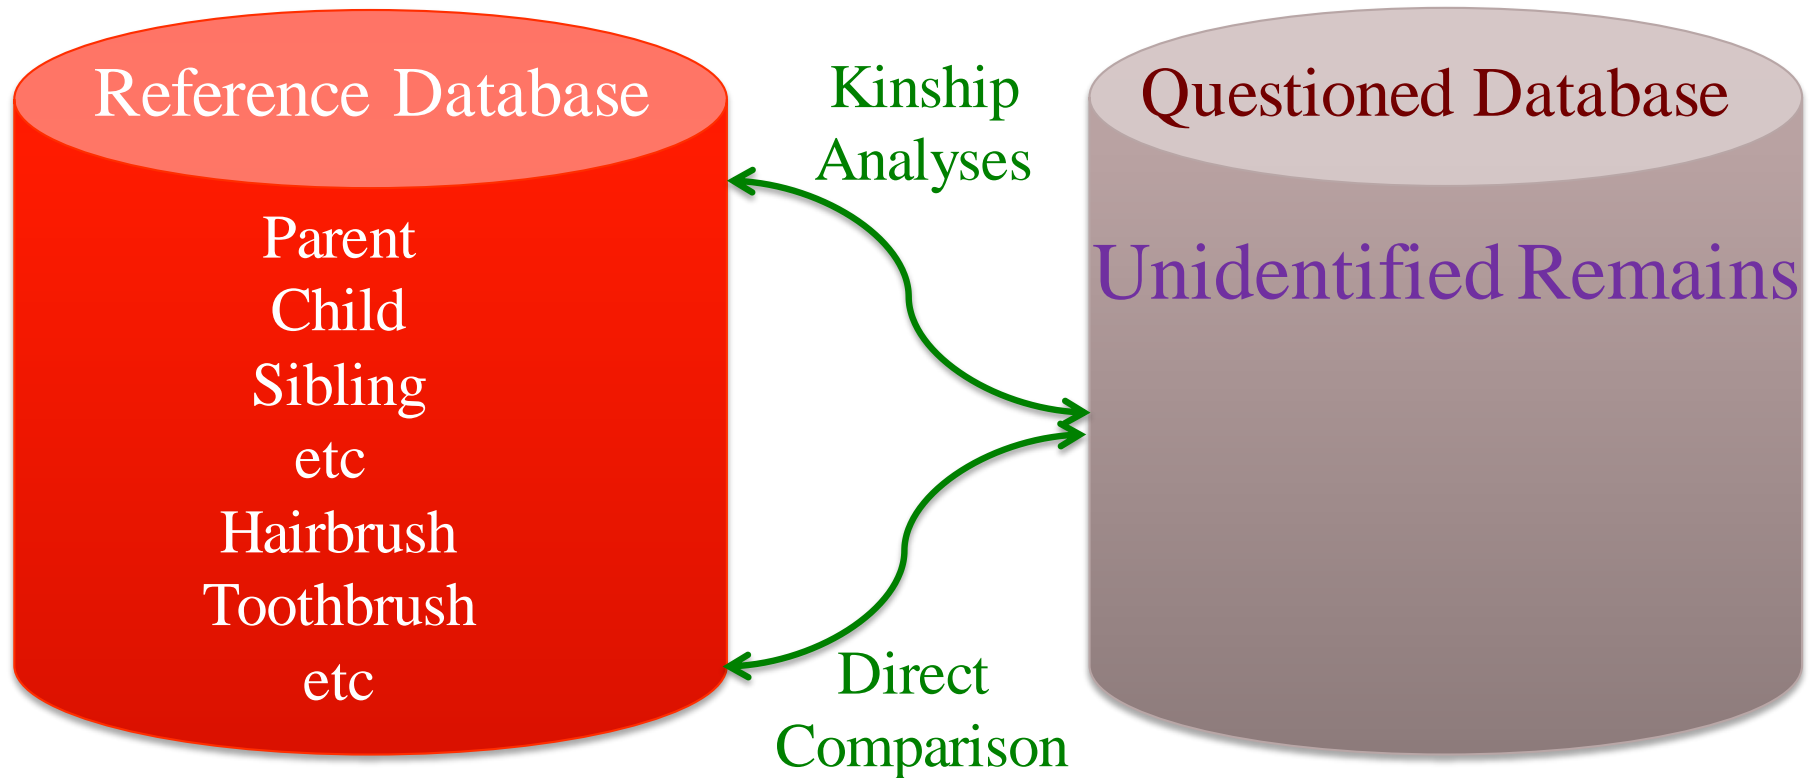 Reference Database
Parent
Child
Sibling
etc
Hairbrush
Toothbrush
etc
Kinship
Analyses
Direct
Comparison
Questioned Database
Unidentified Remains